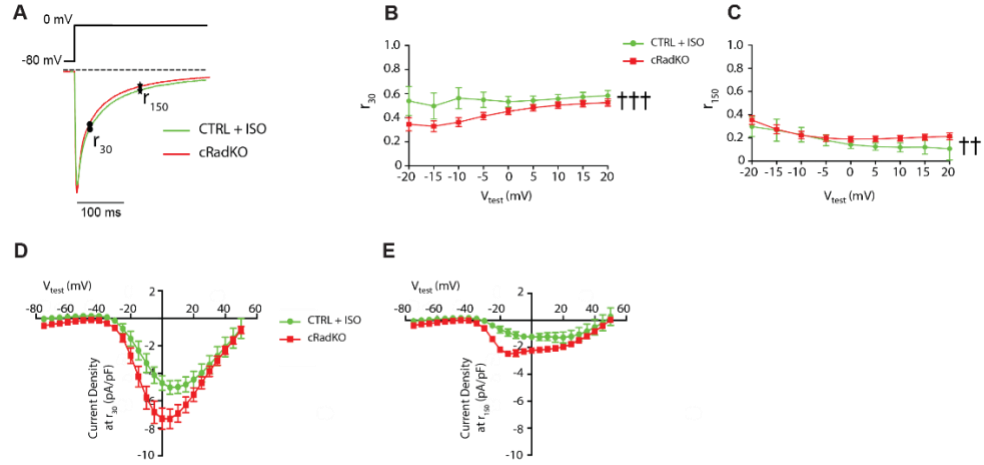 A
0 mV
-80 mV
r150
r30
CTRL + ISO
cRadKO
100 ms
B
1.0
0.8
0.6
0.4
0.2
0
r30
-20 -15 -10 -5 0 5 10 15 20
Vtest (mV)
CTRL + ISO
cRadKO
†††
C
1.0
0.8
0.6
0.4
0.2
0
r150
-20 -15 -10 -5 0 5 10 15 20
Vtest (mV)
††
D
Vtest (mV)
-80 -60 -40 -20 20 40 60
2
-2
-4
-6
-8
-10
Current Density
at r30 (pA/pF)
CTRL + ISO
cRadKO
E
Vtest (mV)
-80 -60 -40 -20 20 40 60
2
-2
-4
-6
-8
-10
Current Density
at r150 (pA/pF)